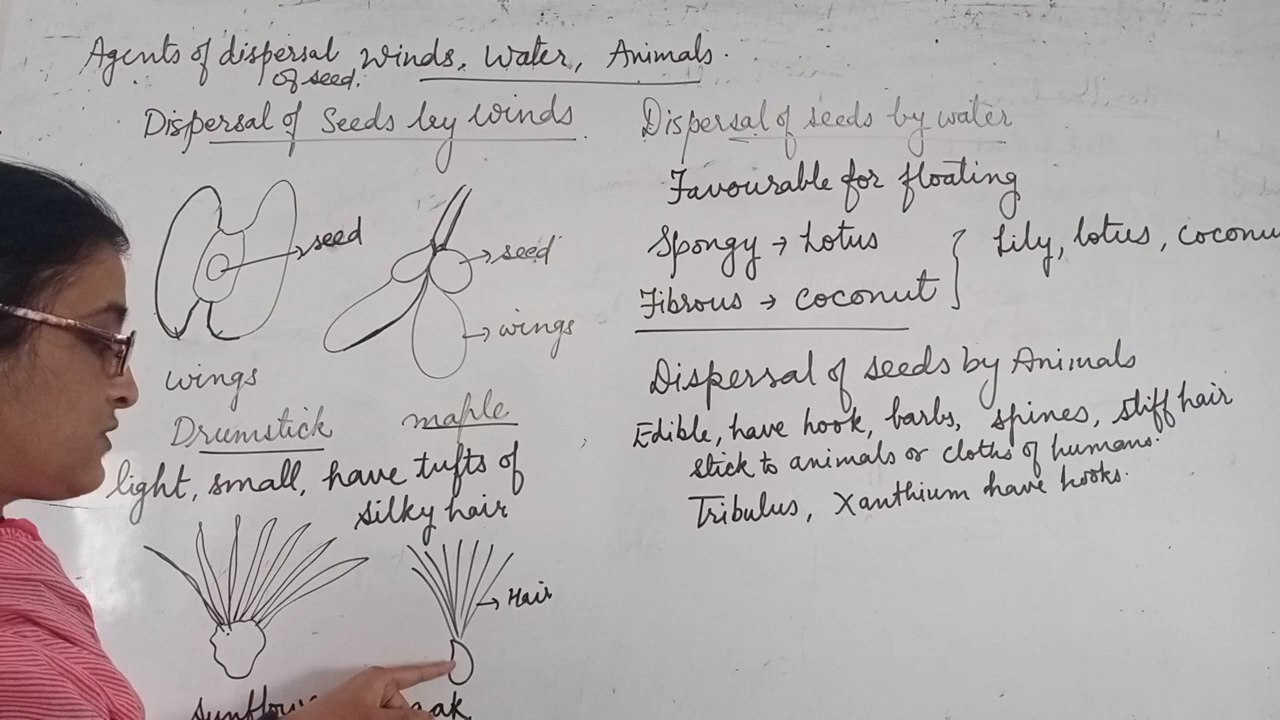 Agents of dispersal Winds, Water, Animals.
of seed.
Dispersal of Seeds by Winds
seed
seed
wings
wings
Drumstick
maple
light, small, have tufts of
silky hair
Hair
Dispersal of seeds by water
Favourable for floating
Spongy → Lotus
Fibrous → coconut
Lily, lotus, coconu
Dispersal of seeds by Animals
Edible, have hook, barbs, spines, stiff hair
stick to animals or cloths of humans.
Tribulus, Xanthium have hooks.